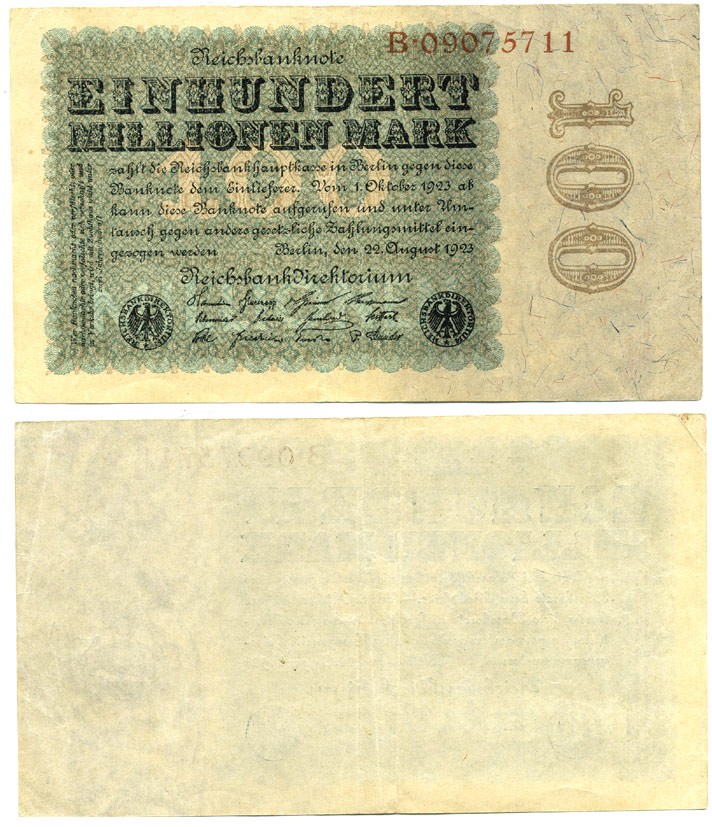 B·09075711
Reichsbanknote
EINHUNDERT
MILLIONEN MARK
zahlt die Reichsbankhauptkasse in Berlin gegen diese
Banknote dem Einlieferer. Vom 1. Oktober 1923 ab
kann diese Banknote aufgerufen und unter Um-
tausch gegen andere gesetzliche Zahlungsmittel ein-
gezogen werden Berlin, den 22. August 1923
Reichsbankdirektorium
REICHSBANKDIREKTORIUM
REICHSBANKDIREKTORIUM
100